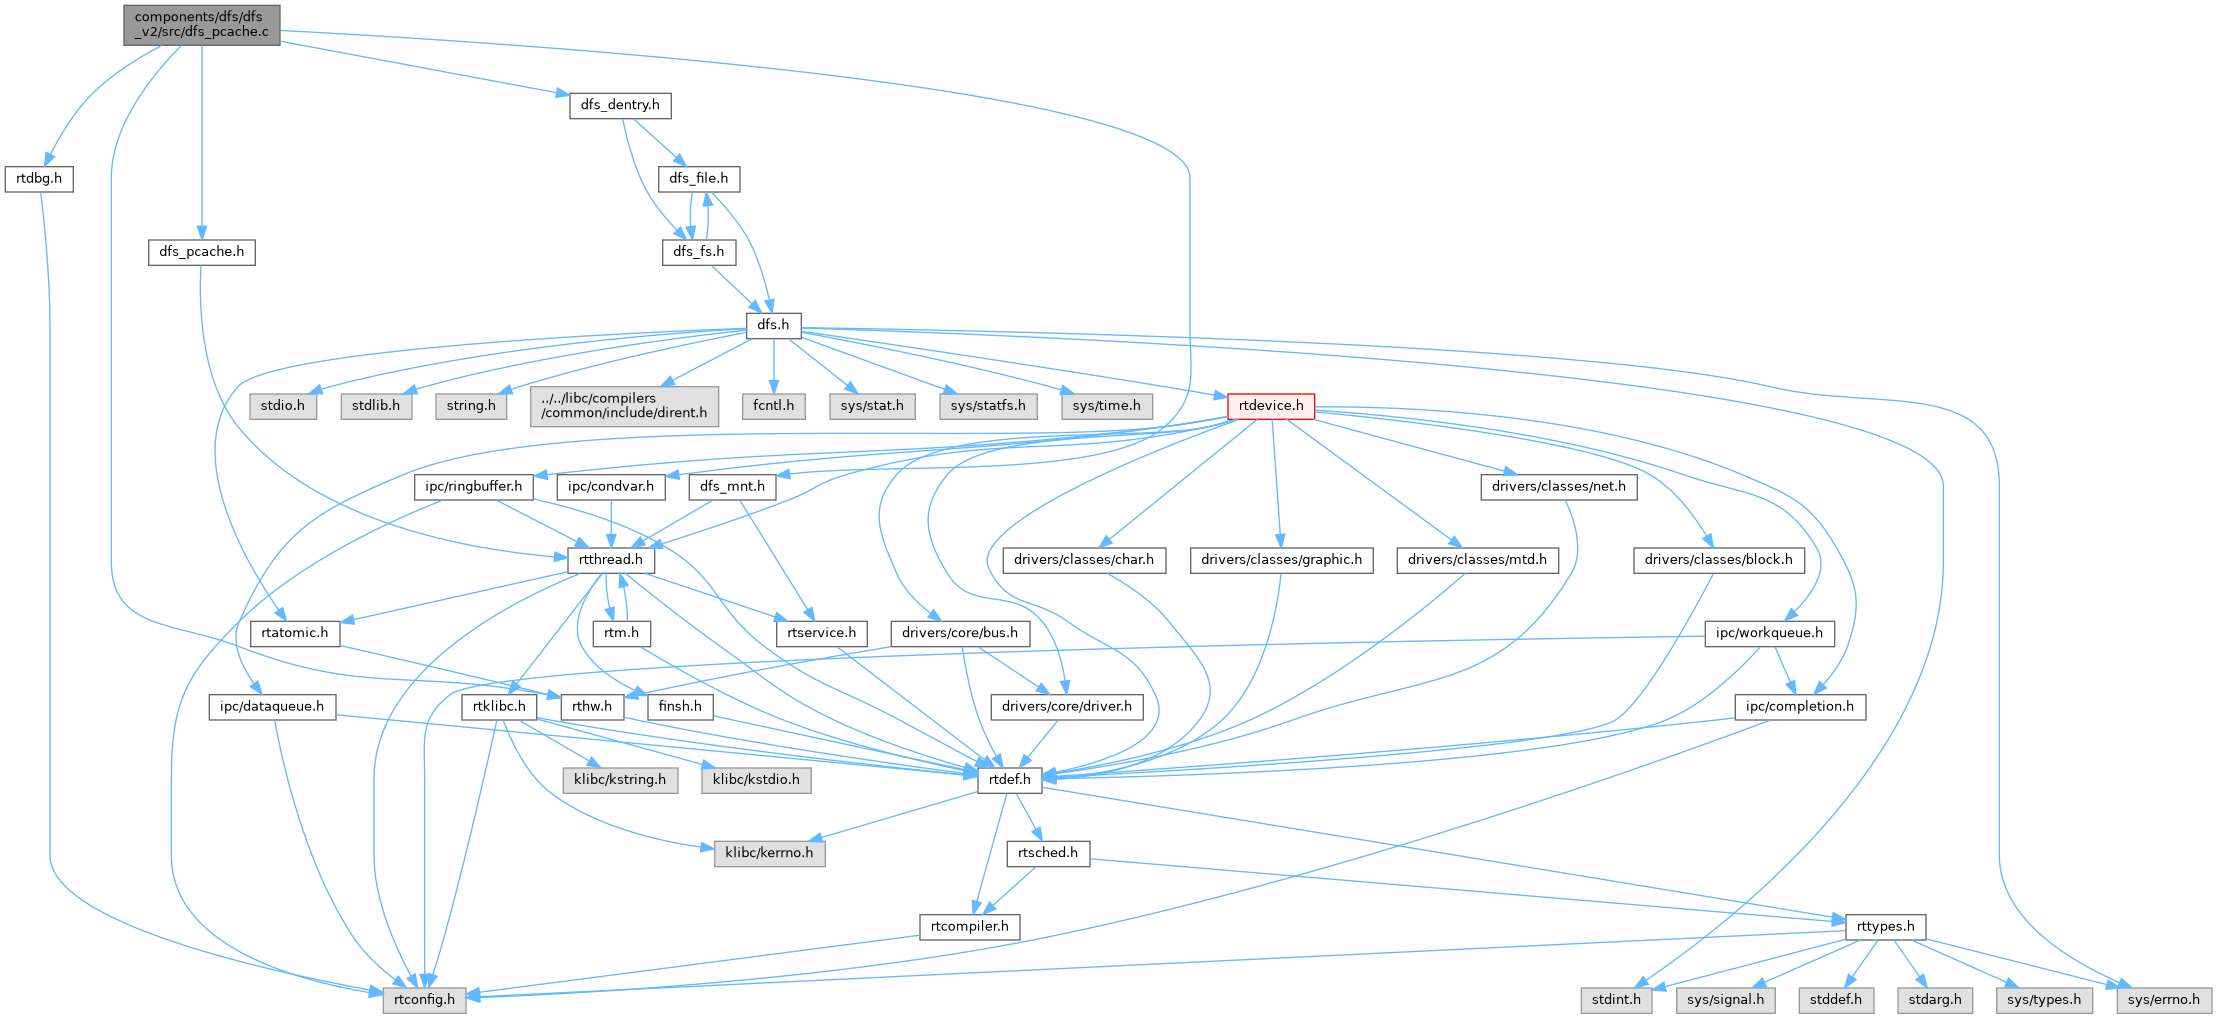 components/dfs/dfs
_v2/src/dfs_pcache.c
dfs_dentry.h
rtdbg.h
dfs_file.h
dfs_pcache.h
dfs_fs.h
dfs.h
stdio.h
stdlib.h
string.h
../../libc/compilers
/common/include/dirent.h
fcntl.h
sys/stat.h
sys/statfs.h
sys/time.h
rtdevice.h
ipc/ringbuffer.h
ipc/condvar.h
dfs_mnt.h
drivers/classes/net.h
rtthread.h
drivers/classes/char.h
drivers/classes/graphic.h
drivers/classes/mtd.h
drivers/classes/block.h
rtatomic.h
rtm.h
rtservice.h
drivers/core/bus.h
ipc/workqueue.h
ipc/dataqueue.h
rtklibc.h
rthw.h
finsh.h
drivers/core/driver.h
ipc/completion.h
klibc/kstring.h
klibc/kstdio.h
rtdef.h
klibc/kerrno.h
rtsched.h
rtcompiler.h
rttypes.h
rtconfig.h
stdint.h
sys/signal.h
stddef.h
stdarg.h
sys/types.h
sys/errno.h